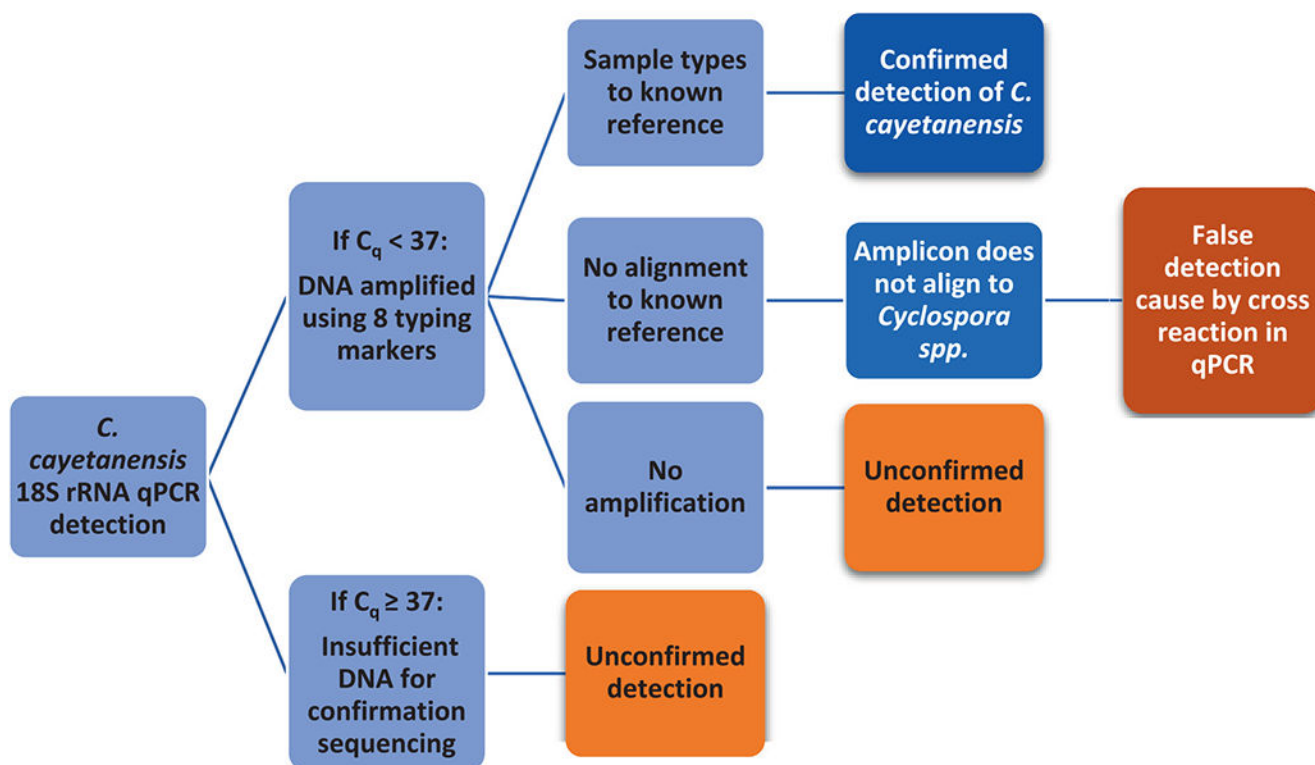 C.
cayetanensis
18S rRNA qPCR
detection
If Cq < 37:
DNA amplified
using 8 typing
markers
If Cq ≥ 37:
Insufficient
DNA for
confirmation
sequencing
Sample types
to known
reference
No alignment
to known
reference
No
amplification
Unconfirmed
detection
Confirmed
detection of C.
cayetanensis
Amplicon does
not align to
Cyclospora
spp.
Unconfirmed
detection
False
detection
cause by cross
reaction in
qPCR